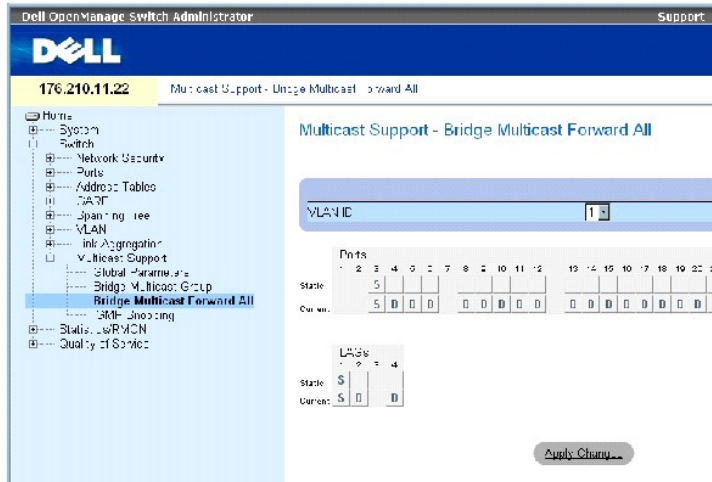 Dell OpenManage Switch Administrator
Support
DELL
176.210.11.22
Multicast Support - Bridge Multicast Forward All
Home
System
Switch
Network Security
Ports
Address Tables
GARP
Spanning Tree
VLAN
Link Aggregation
Multicast Support
Global Parameters
Bridge Multicast Group
Bridge Multicast Forward All
IGMP Snooping
Statistics/RMON
Quality of Service
Multicast Support - Bridge Multicast Forward All
VLAN ID
1
Ports
1 2 3 4 5 6 7 8 9 10 11 12 13 14 15 16 17 18 19 20
Static S
Current S D D D D D D D D D D D D D D D
LAGs
1 2 3 4
Static S
Current S D D
Apply